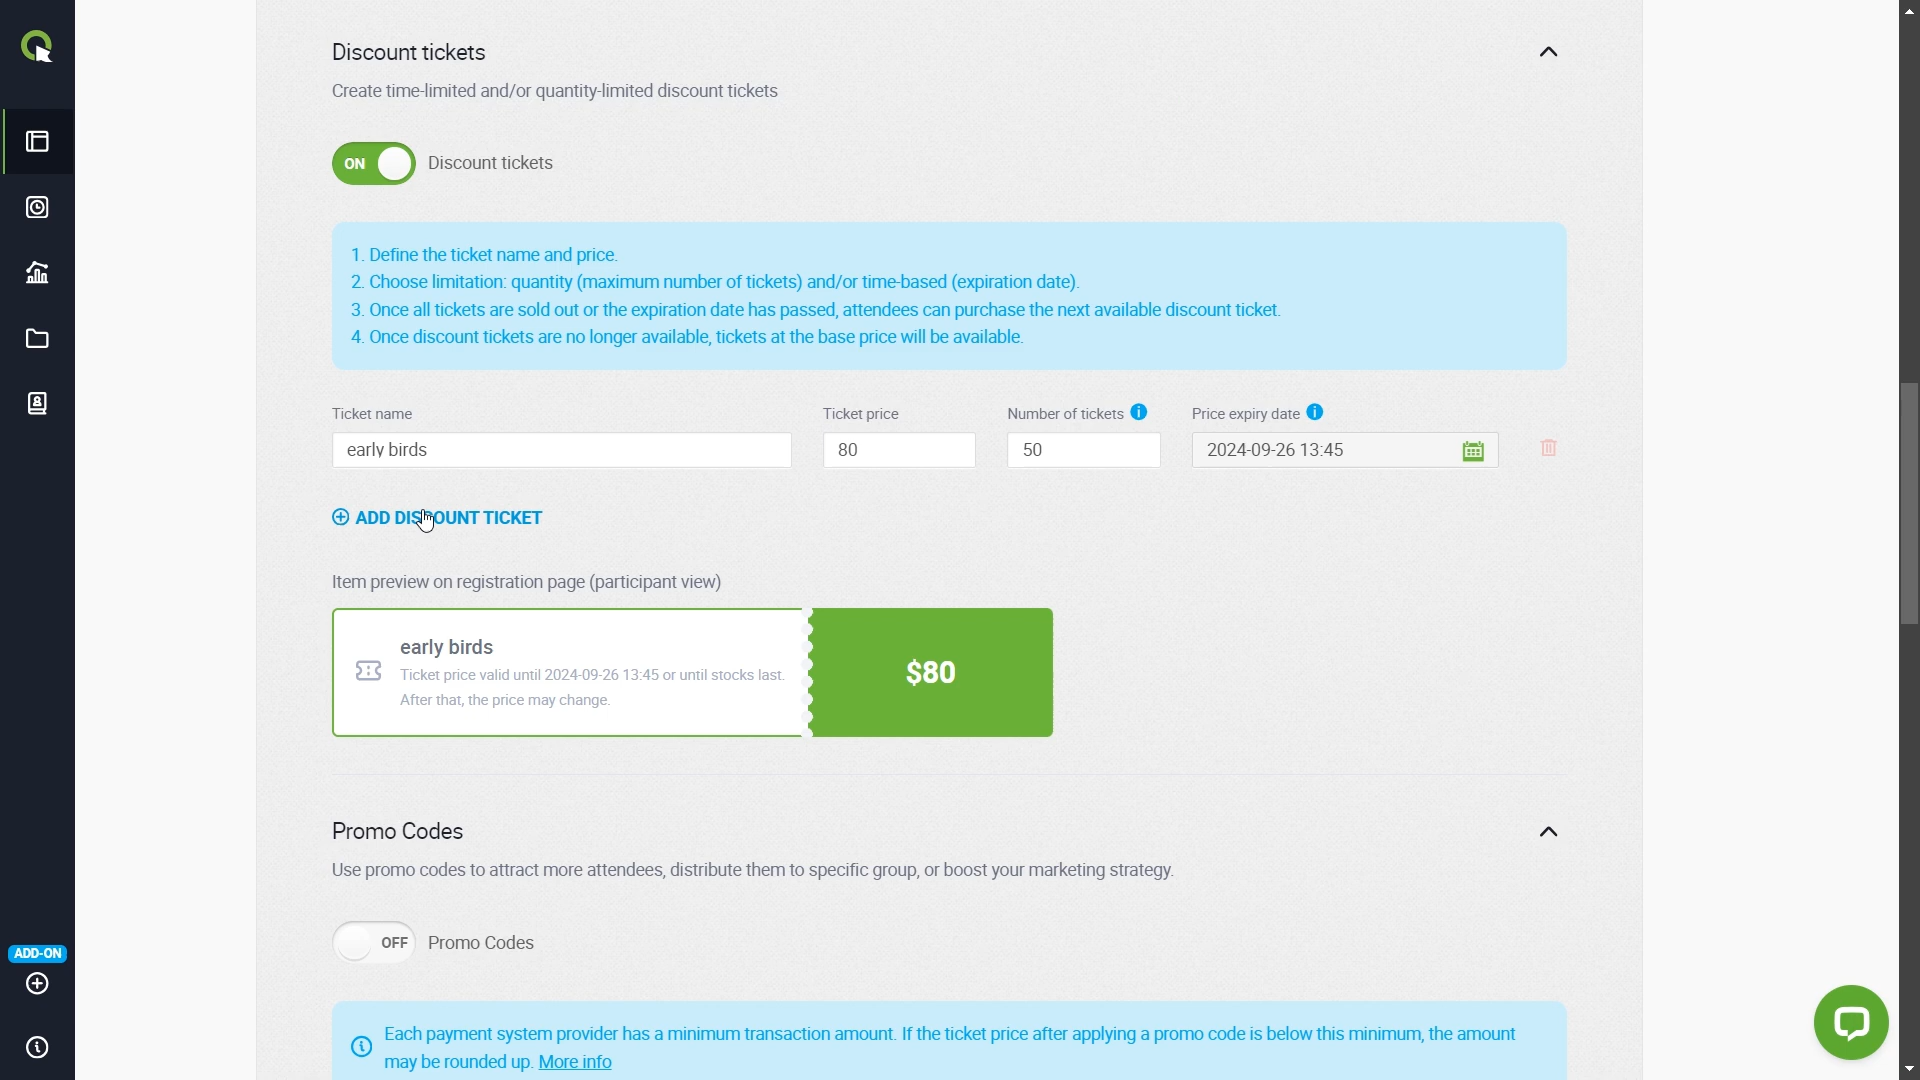 Discount tickets
Create time-limited and/or quantity-limited discount tickets
ON
Discount tickets
1. Define the ticket name and price.
2. Choose limitation: quantity (maximum number of tickets) and/or time-based (expiration date).
3. Once all tickets are sold out or the expiration date has passed, attendees can purchase the next available discount ticket.
4. Once discount tickets are no longer available, tickets at the base price will be available.
Ticket name
Ticket price
Number of tickets
Price expiry date
early birds
80
50
2024-09-26 13:45
ADD DISCOUNT TICKET
Item preview on registration page (participant view)
early birds
Ticket price valid until 2024-09-26 13:45 or until stocks last.
After that, the price may change.
$80
Promo Codes
Use promo codes to attract more attendees, distribute them to specific group, or boost your marketing strategy.
OFF
Promo Codes
ADD-ON
Each payment system provider has a minimum transaction amount. If the ticket price after applying a promo code is below this minimum, the amount
may be rounded up. More info